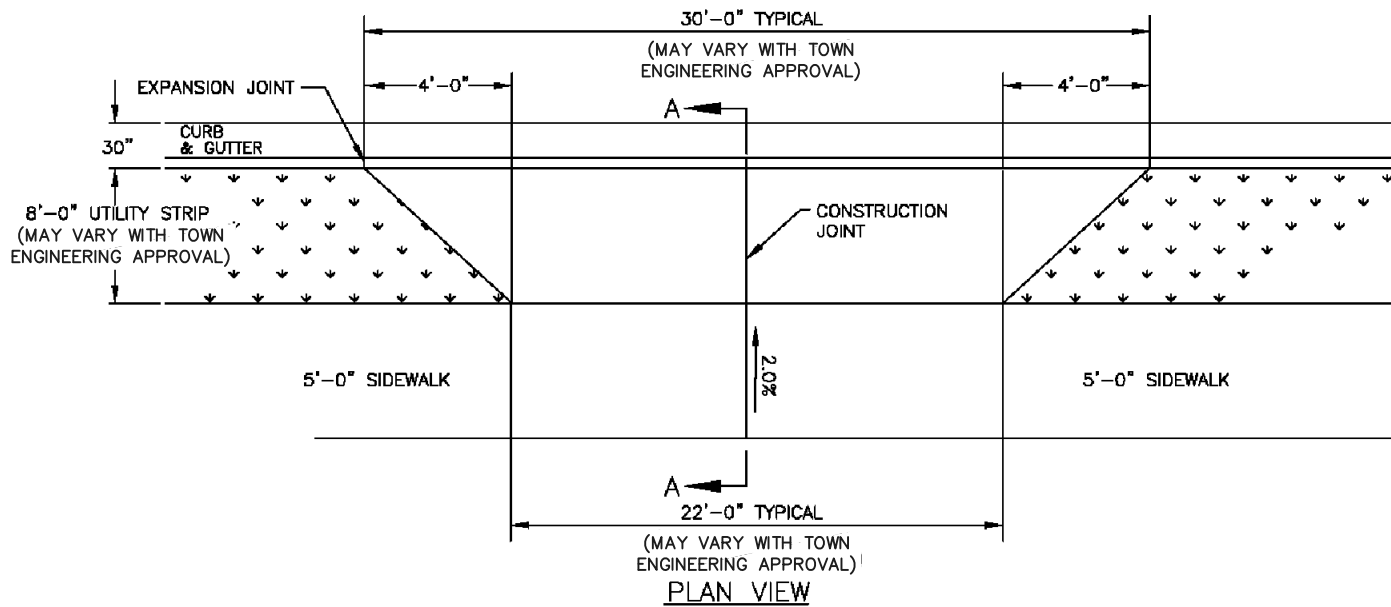 30'-0" TYPICAL
(MAY VARY WITH TOWN
ENGINEERING APPROVAL)
4'-0"
4'-0"
EXPANSION JOINT
A
CURB
& GUTTER
30"
8'-0" UTILITY STRIP
(MAY VARY WITH TOWN
ENGINEERING APPROVAL)
CONSTRUCTION
JOINT
2.0%
5'-0" SIDEWALK
5'-0" SIDEWALK
A
22'-0" TYPICAL
(MAY VARY WITH TOWN
ENGINEERING APPROVAL)
PLAN VIEW